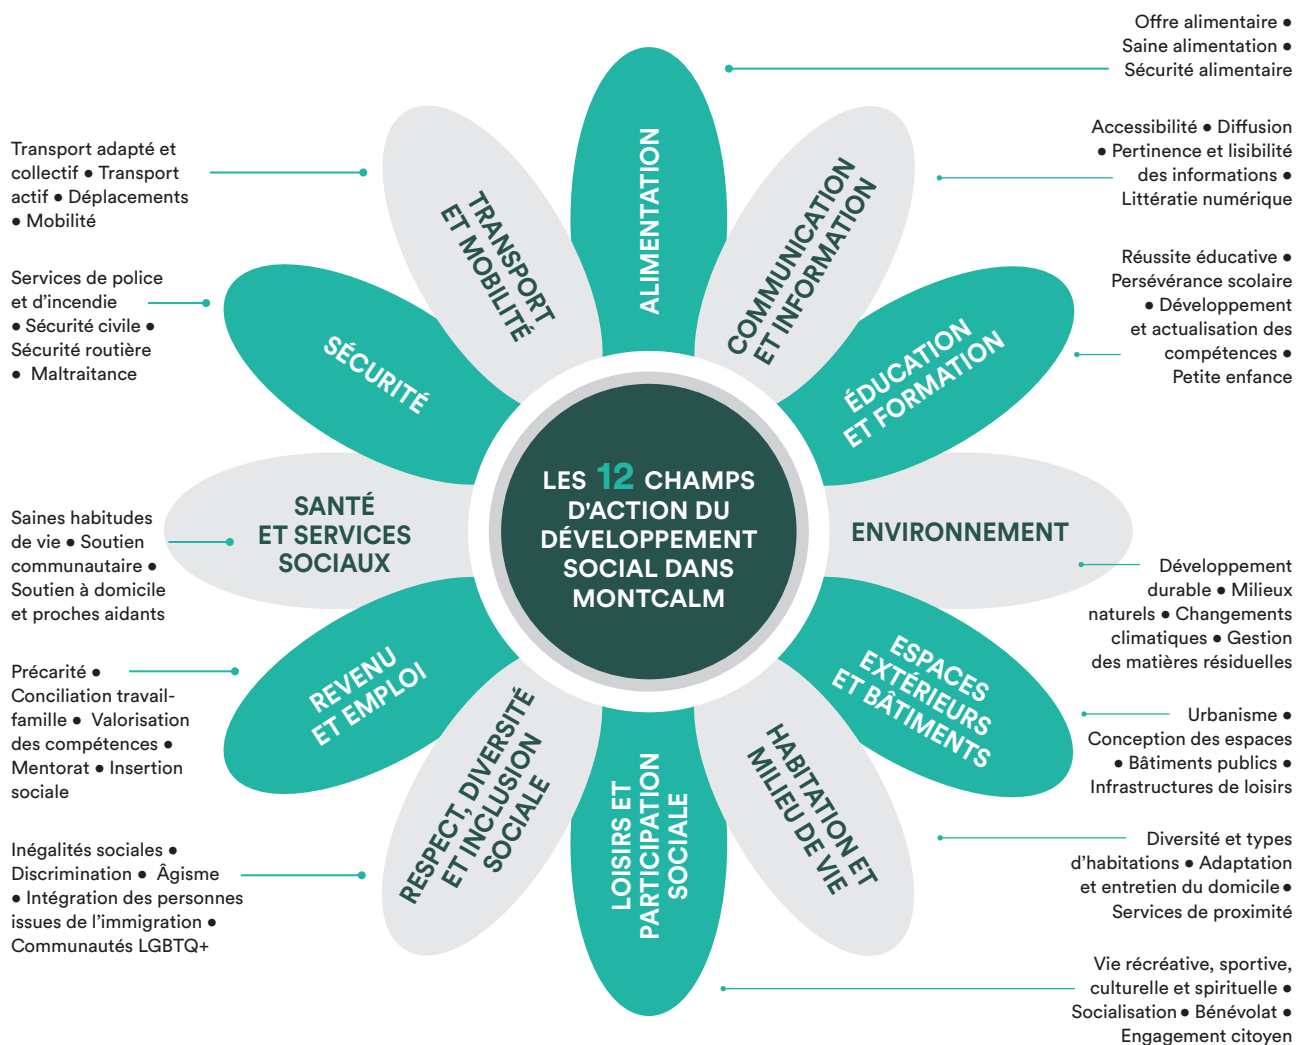 LES 12 CHAMPS
D'ACTION DU
DÉVELOPPEMENT
SOCIAL DANS
MONTCALM
ALIMENTATION
Offre alimentaire ●
Saine alimentation ●
Sécurité alimentaire
COMMUNICATION
ET INFORMATION
Accessibilité ● Diffusion
● Pertinence et lisibilité
des informations ●
Littératie numérique
ÉDUCATION
ET FORMATION
Réussite éducative ●
Persévérance scolaire
● Développement
et actualisation des
compétences ●
Petite enfance
ENVIRONNEMENT
Développement
durable ● Milieux
naturels ● Changements
climatiques ● Gestion
des matières résiduelles
ESPACES
EXTÉRIEURS
ET BÂTIMENTS
Urbanisme ●
Conception des espaces
● Bâtiments publics ●
Infrastructures de loisirs
HABITATION ET
MILIEU DE VIE
Diversité et types
d’habitations ● Adaptation
et entretien du domicile ●
Services de proximité
LOISIRS ET
PARTICIPATION
SOCIALE
Vie récréative, sportive,
culturelle et spirituelle ●
Socialisation ● Bénévolat ●
Engagement citoyen
RESPECT, DIVERSITÉ
ET INCLUSION
SOCIALE
Inégalités sociales ●
Discrimination ● Âgisme
● Intégration des personnes
issues de l’immigration ●
Communautés LGBTQ+
REVENU
ET EMPLOI
Précarité ●
Conciliation travail-
famille ● Valorisation
des compétences ●
Mentorat ● Insertion
sociale
SANTÉ
ET SERVICES
SOCIAUX
Saines habitudes
de vie ● Soutien
communautaire ●
Soutien à domicile
et proches aidants
SÉCURITÉ
Services de police
et d’incendie
● Sécurité civile ●
Sécurité routière
● Maltraitance
TRANSPORT
ET MOBILITÉ
Transport adapté et
collectif ● Transport
actif ● Déplacements
● Mobilité